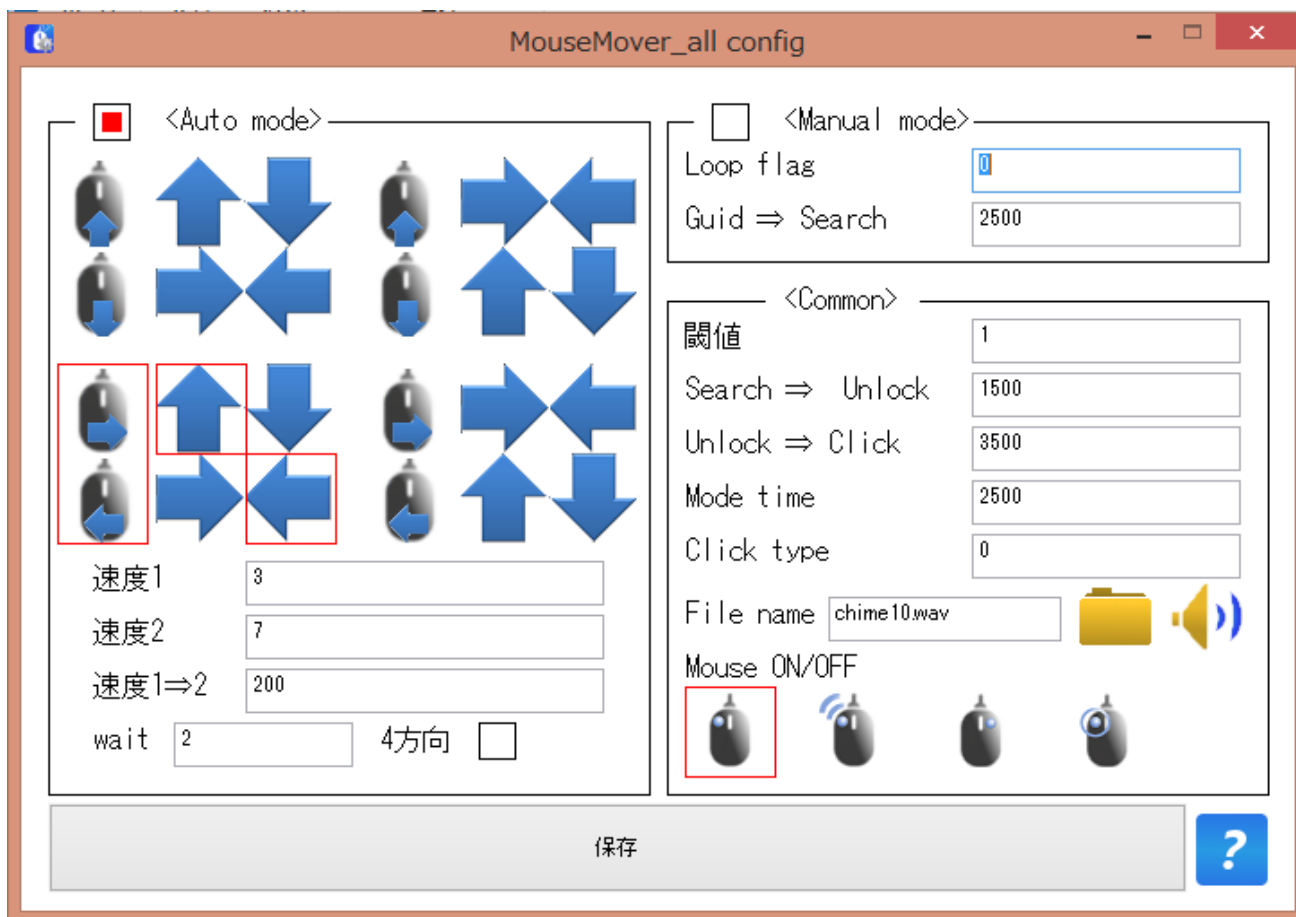 MouseMover_all config
<Auto mode>
速度1
3
速度2
7
速度1⇒2
200
wait
2
4方向
<Manual mode>
Loop flag
0
Guid ⇒ Search
2500
<Common>
閾値
1
Search ⇒ Unlock
1500
Unlock ⇒ Click
3500
Mode time
2500
Click type
0
File name
chime10.wav
Mouse ON/OFF
保存
?